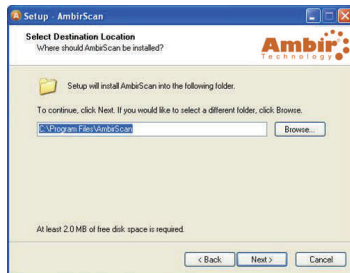 Setup - AmbirScan
Select Destination Location
Where should AmbirScan be installed?
Ambir
Technology
Setup will install AmbirScan into the following folder.
To continue, click Next. If you would like to select a different folder, click Browse.
C:\Program Files\AmbirScan
Browse...
At least 2.0 MB of free disk space is required.
< Back
Next >
Cancel